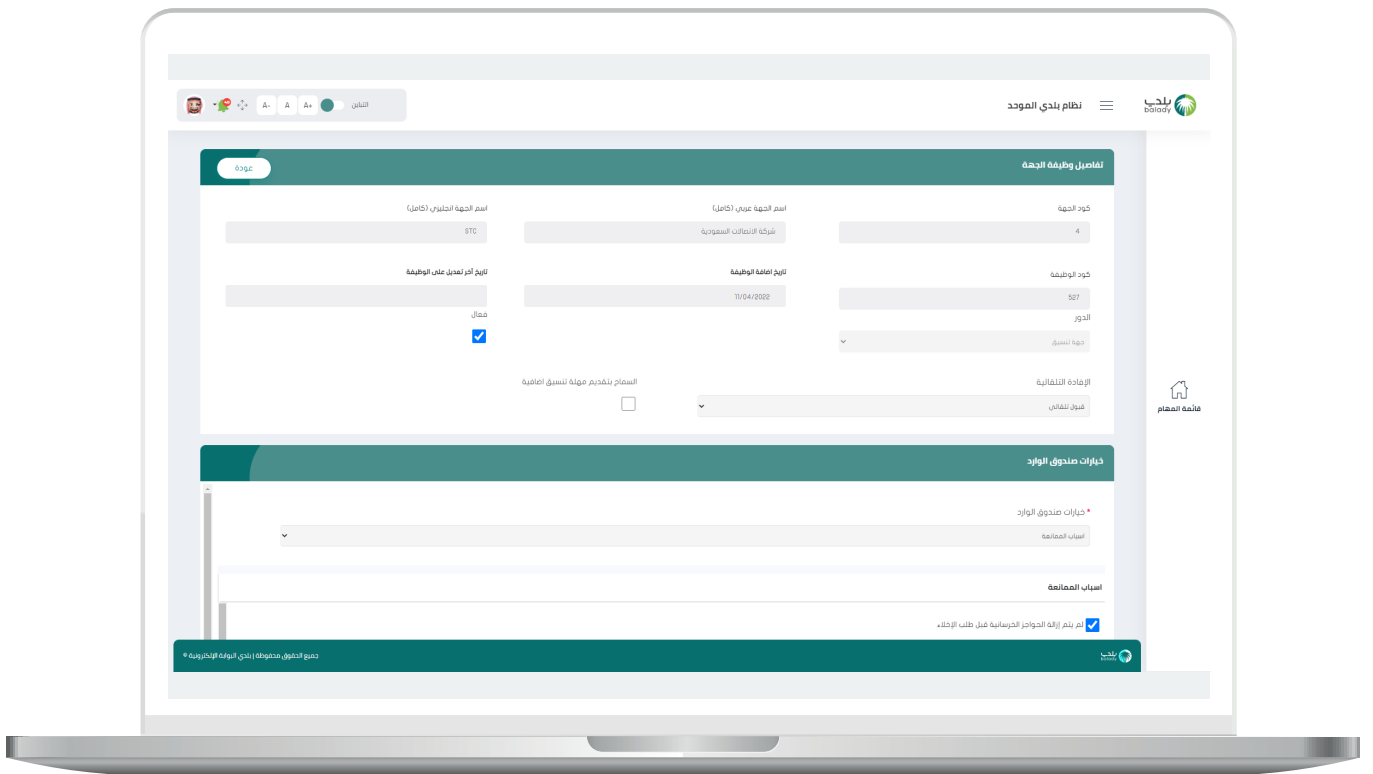 بلدي
balady
نظام بلدي الموحد
التباين
A+
A
A-
تفاصيل وظيفة الجهة
عودة
كود الجهة
اسم الجهة عربي (كامل)
اسم الجهة انجليزي (كامل)
4
شركة الاتصالات السعودية
STC
كود الوظيفة
تاريخ اضافة الوظيفة
تاريخ آخر تعديل على الوظيفة
527
11/04/2022
الدور
فعال
جهة تنسيق
الإفادة التلقائية
السماح بتقديم مهلة تنسيق اضافية
قبول تلقائي
قائمة المهام
خيارات صندوق الوارد
* خيارات صندوق الوارد
اسباب الممانعة
اسباب الممانعة
لم يتم إزالة الحواجز الخرسانية قبل طلب الإخلاء
بلدي
balady
جميع الحقوق محفوظة | بلدي البوابة الإلكترونية ©